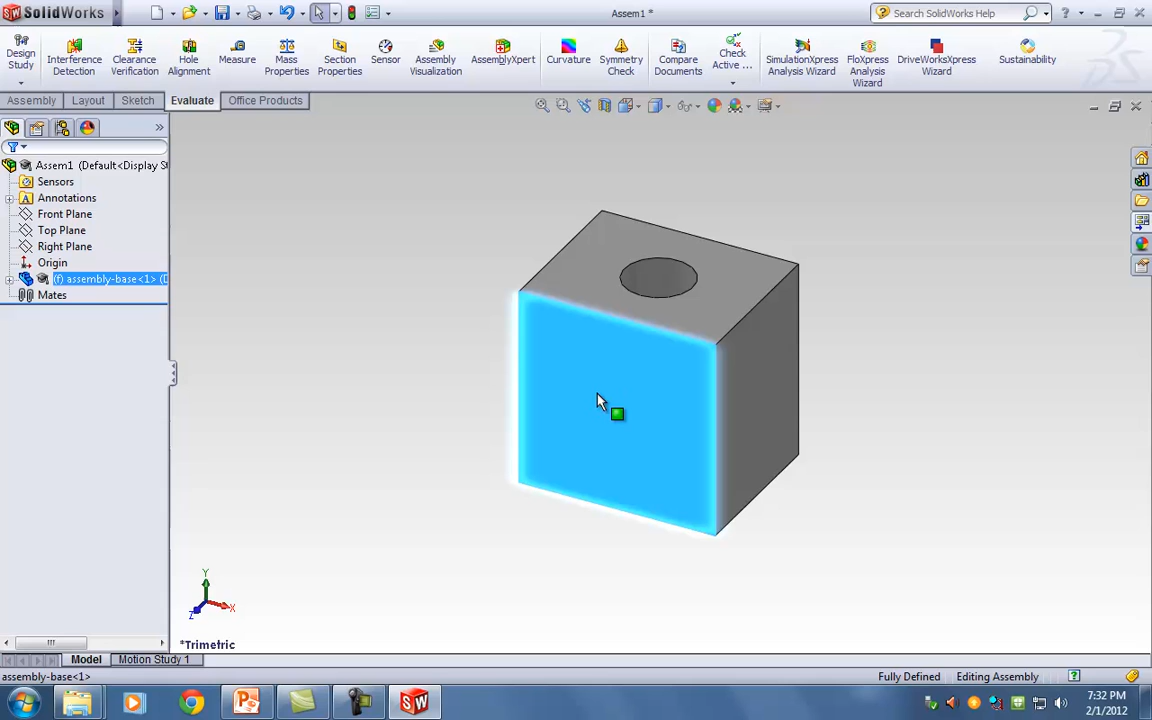 SolidWorks
Assem1 *
Search SolidWorks Help
Design Study
Interference Detection
Clearance Verification
Hole Alignment
Measure
Mass Properties
Section Properties
Sensor
Assembly Visualization
AssemblyXpert
Curvature
Symmetry Check
Compare Documents
Check Active ...
SimulationXpress Analysis Wizard
FloXpress Analysis Wizard
DriveWorksXpress Wizard
Sustainability
Assembly
Layout
Sketch
Evaluate
Office Products
Assem1 (Default<Display S
Sensors
Annotations
Front Plane
Top Plane
Right Plane
Origin
(f) assembly-base<1> (D
Mates
Y
X
Z
*Trimetric
Model
Motion Study 1
assembly-base<1>
Fully Defined
Editing Assembly
7:32 PM
2/1/2012